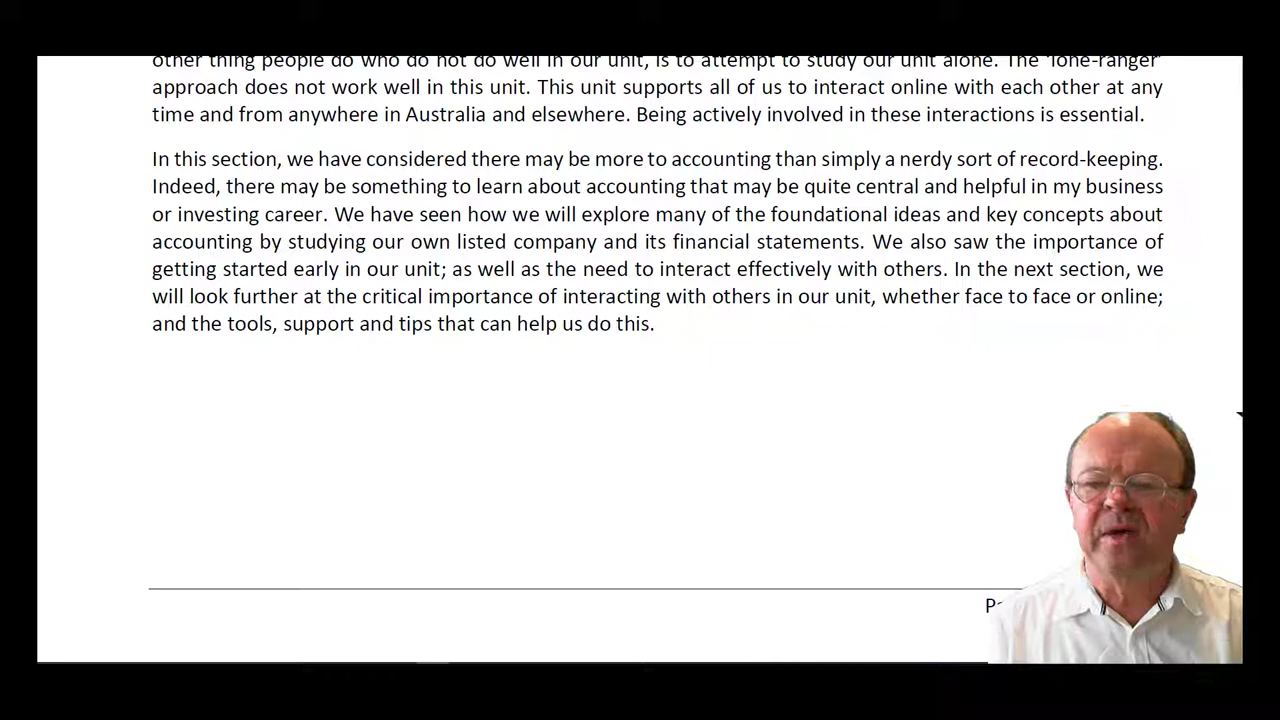 other thing people do who do not do well in our unit, is to attempt to study our unit alone. The 'lone-ranger'
approach does not work well in this unit. This unit supports all of us to interact online with each other at any
time and from anywhere in Australia and elsewhere. Being actively involved in these interactions is essential.
In this section, we have considered there may be more to accounting than simply a nerdy sort of record-keeping.
Indeed, there may be something to learn about accounting that may be quite central and helpful in my business
or investing career. We have seen how we will explore many of the foundational ideas and key concepts about
accounting by studying our own listed company and its financial statements. We also saw the importance of
getting started early in our unit; as well as the need to interact effectively with others. In the next section, we
will look further at the critical importance of interacting with others in our unit, whether face to face or online;
and the tools, support and tips that can help us do this.